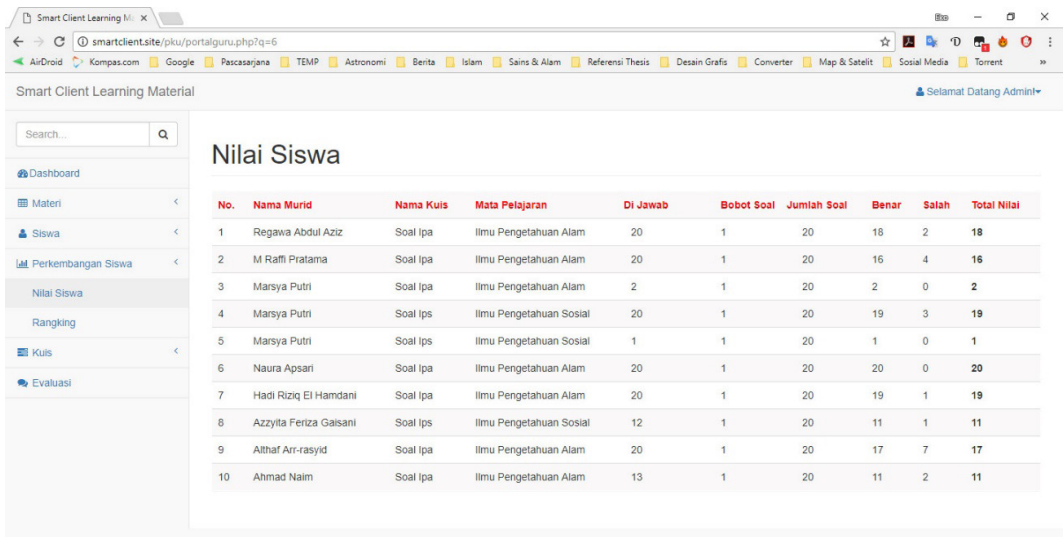 Smart Client Learning Ma
smartclient.site/pku/portalguru.php?q=6
AirDroid Kompas.com Google Pascasarjana TEMP Astronomi Berita Islam Sains & Alam Referensi Thesis Desain Grafis Converter Map & Satelit Sosial Media Torrent »
Smart Client Learning Material Selamat Datang Admin!
Search...
Dashboard
Materi
Siswa
Perkembangan Siswa
Nilai Siswa
Rangking
Kuis
Evaluasi
Nilai Siswa
No. Nama Murid Nama Kuis Mata Pelajaran Di Jawab Bobot Soal Jumlah Soal Benar Salah Total Nilai
1 Regawa Abdul Aziz Soal Ipa Ilmu Pengetahuan Alam 20 1 20 18 2 18
2 M Raffi Pratama Soal Ipa Ilmu Pengetahuan Alam 20 1 20 16 4 16
3 Marsya Putri Soal Ipa Ilmu Pengetahuan Alam 2 1 20 2 0 2
4 Marsya Putri Soal Ips Ilmu Pengetahuan Sosial 20 1 20 19 3 19
5 Marsya Putri Soal Ips Ilmu Pengetahuan Sosial 1 1 20 1 0 1
6 Naura Apsari Soal Ipa Ilmu Pengetahuan Alam 20 1 20 20 0 20
7 Hadi Riziq El Hamdani Soal Ipa Ilmu Pengetahuan Alam 20 1 20 19 1 19
8 Azzyita Feriza Gaisani Soal Ips Ilmu Pengetahuan Sosial 12 1 20 11 1 11
9 Althaf Arr-rasyid Soal Ipa Ilmu Pengetahuan Alam 20 1 20 17 7 17
10 Ahmad Naim Soal Ipa Ilmu Pengetahuan Alam 13 1 20 11 2 11